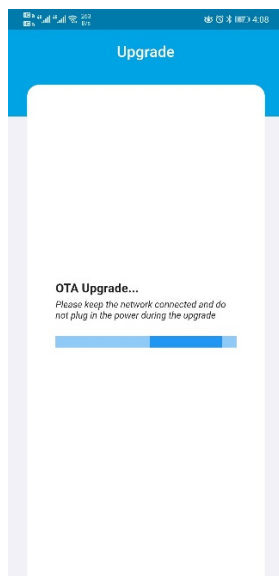 4:08
Upgrade
OTA Upgrade...
Please keep the network connected and do
not plug in the power during the upgrade